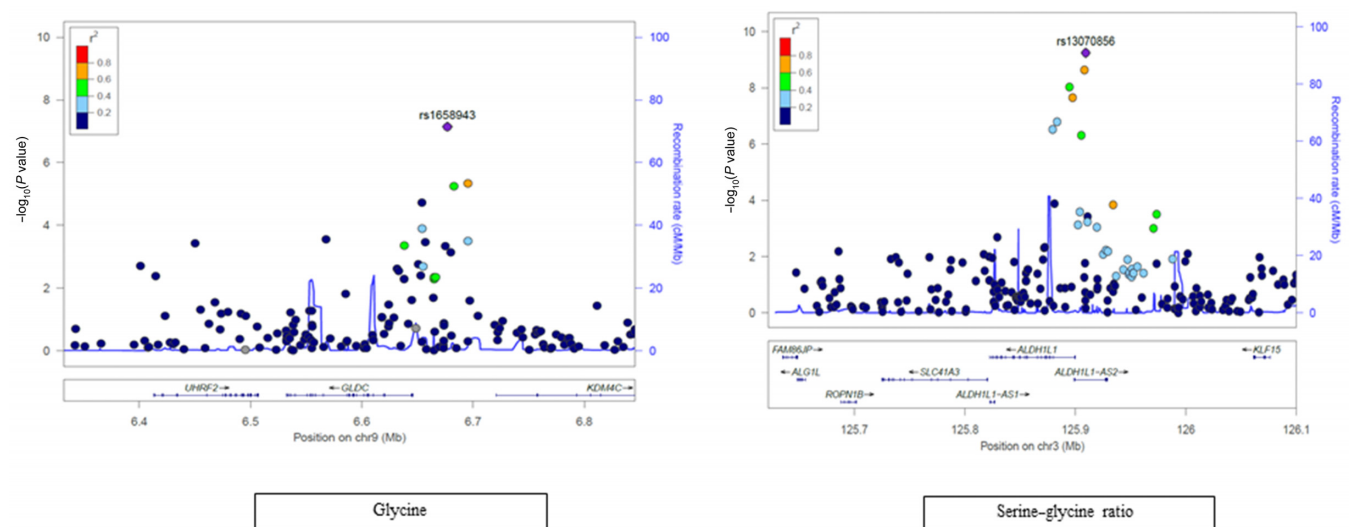 10
8
6
4
2
0
−log10(P value)
r2
0.8
0.6
0.4
0.2
rs1658943
100
80
60
40
20
0
Recombination rate (cM/Mb)
UHRF2→
←GLDC
KDM4C→
6.4 6.5 6.6 6.7 6.8
Position on chr9 (Mb)
Glycine
10
8
6
4
2
0
−log10(P value)
r2
0.8
0.6
0.4
0.2
rs13070856
100
80
60
40
20
0
Recombination rate (cM/Mb)
FAM86JP→ ←ALDH1L1 ←KLF15
←ALG1L ←SLC41A3 ALDH1L1−AS2→
ROPN1B→ ALDH1L1−AS1→
125.7 125.8 125.9 126 126.1
Position on chr3 (Mb)
Serine–glycine ratio